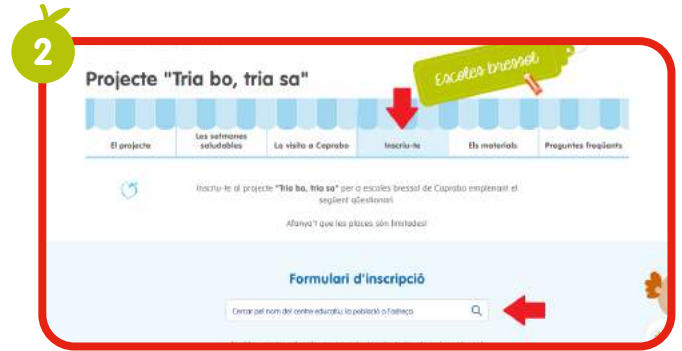 2
Projecte "Tria bo, tria sa"
Escoles bressol
El projecte
Les setmanes
saludables
La visita a Caprabo
Inscriu-te
Els materials
Preguntes freqüents
Inscriu-te al projecte "Tria bo, tria sa" per a escoles bressol de Caprabo emplenant el
següent qüestionari
Afanya't que les places són limitades!
Formulari d'inscripció
Cercar pel nom del centre educatiu, la població o l'adreça